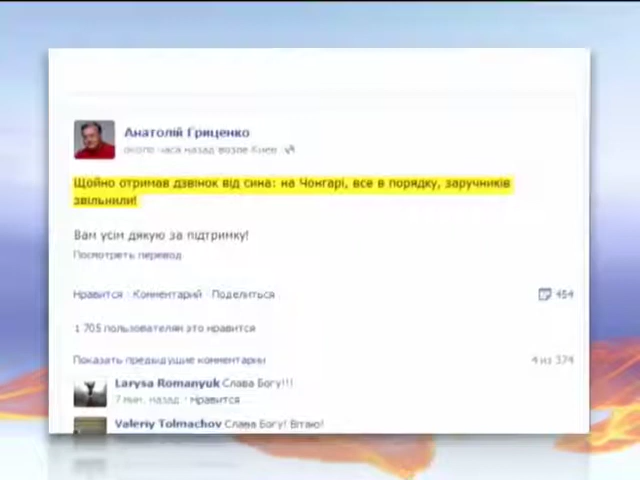 Анатолій Гриценко
около часа назад возле Киев
Щойно отримав дзвінок від сина: на Чонгарі, все в порядку, заручників
звільнили!
Вам усім дякую за підтримку!
Посмотреть перевод
Нравится · Комментарий · Поделиться
454
1 705 пользователям это нравится
Показать предыдущие комментарии
4 из 374
Larysa Romanyuk Слава Богу!!!
7 мин. назад · Нравится
Valeriy Tolmachov Слава Богу! Вітаю!